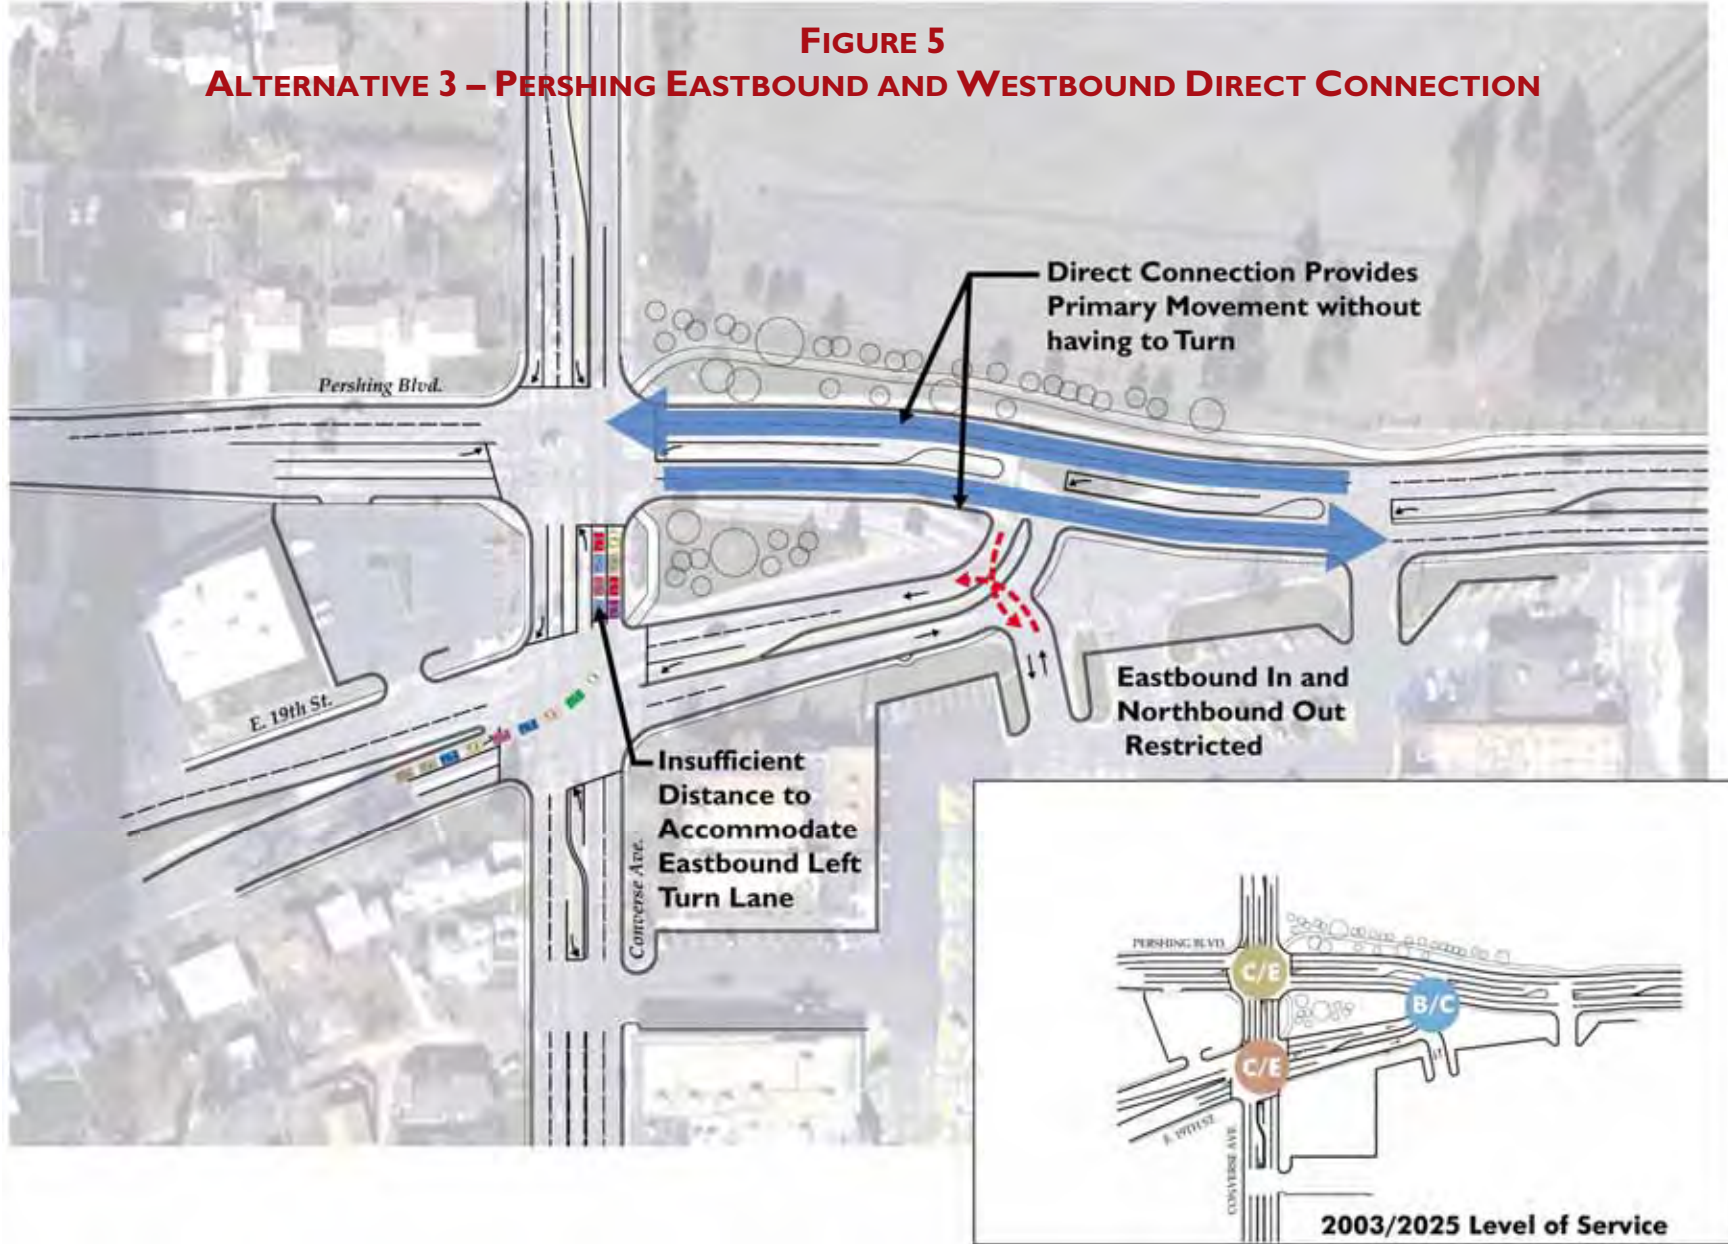 FIGURE 5
ALTERNATIVE 3 – PERSHING EASTBOUND AND WESTBOUND DIRECT CONNECTION
Direct Connection Provides
Primary Movement without
having to Turn
Pershing Blvd.
E. 19th St.
Eastbound In and
Northbound Out
Restricted
Insufficient
Distance to
Accommodate
Eastbound Left
Turn Lane
Converse Ave.
PERSHING BLVD.
C/E
B/C
C/E
E. 19TH ST.
CONVERSE AVE.
2003/2025 Level of Service